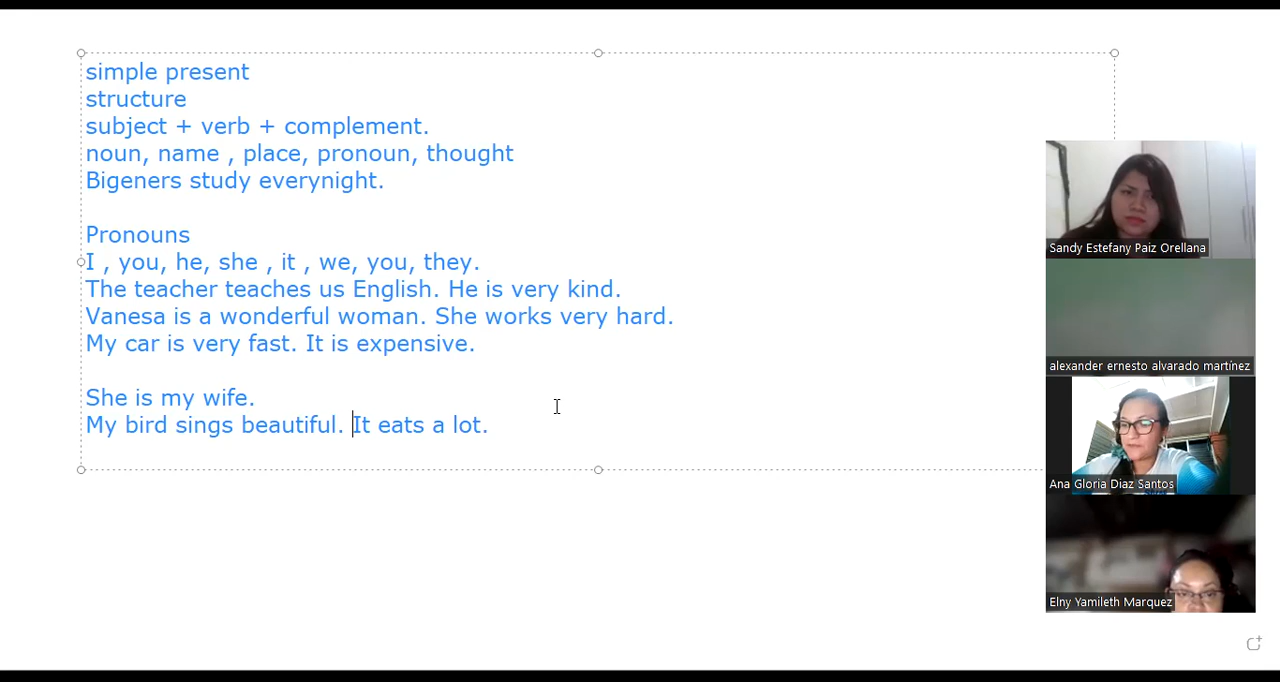 simple present
structure
subject + verb + complement.
noun, name , place, pronoun, thought
Bigeners study everynight.
Pronouns
I , you, he, she , it , we, you, they.
The teacher teaches us English. He is very kind.
Vanesa is a wonderful woman. She works very hard.
My car is very fast. It is expensive.
She is my wife.
My bird sings beautiful. It eats a lot.
Sandy Estefany Paiz Orellana
alexander ernesto alvarado martínez
Ana Gloria Diaz Santos
Elny Yamileth Marquez